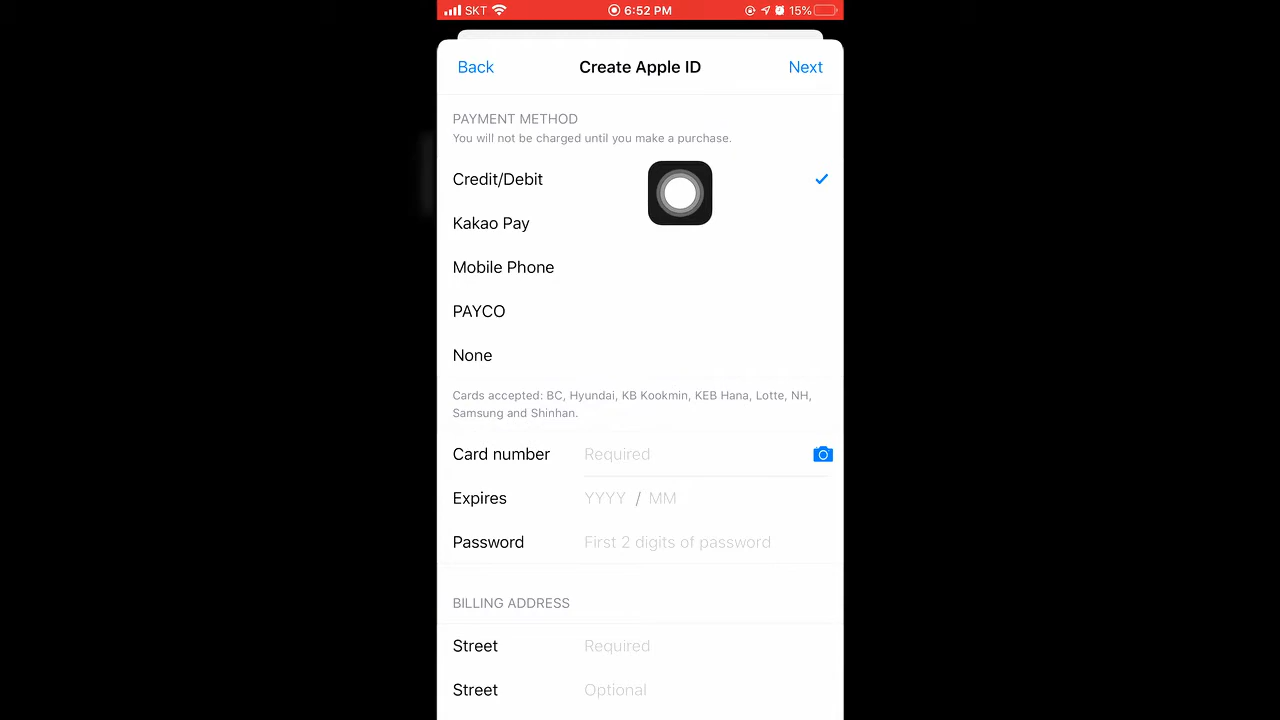 SKT 6:52 PM 15%
Back Create Apple ID Next
PAYMENT METHOD
You will not be charged until you make a purchase.
Credit/Debit
Kakao Pay
Mobile Phone
PAYCO
None
Cards accepted: BC, Hyundai, KB Kookmin, KEB Hana, Lotte, NH,
Samsung and Shinhan.
Card number Required
Expires YYYY / MM
Password First 2 digits of password
BILLING ADDRESS
Street Required
Street Optional